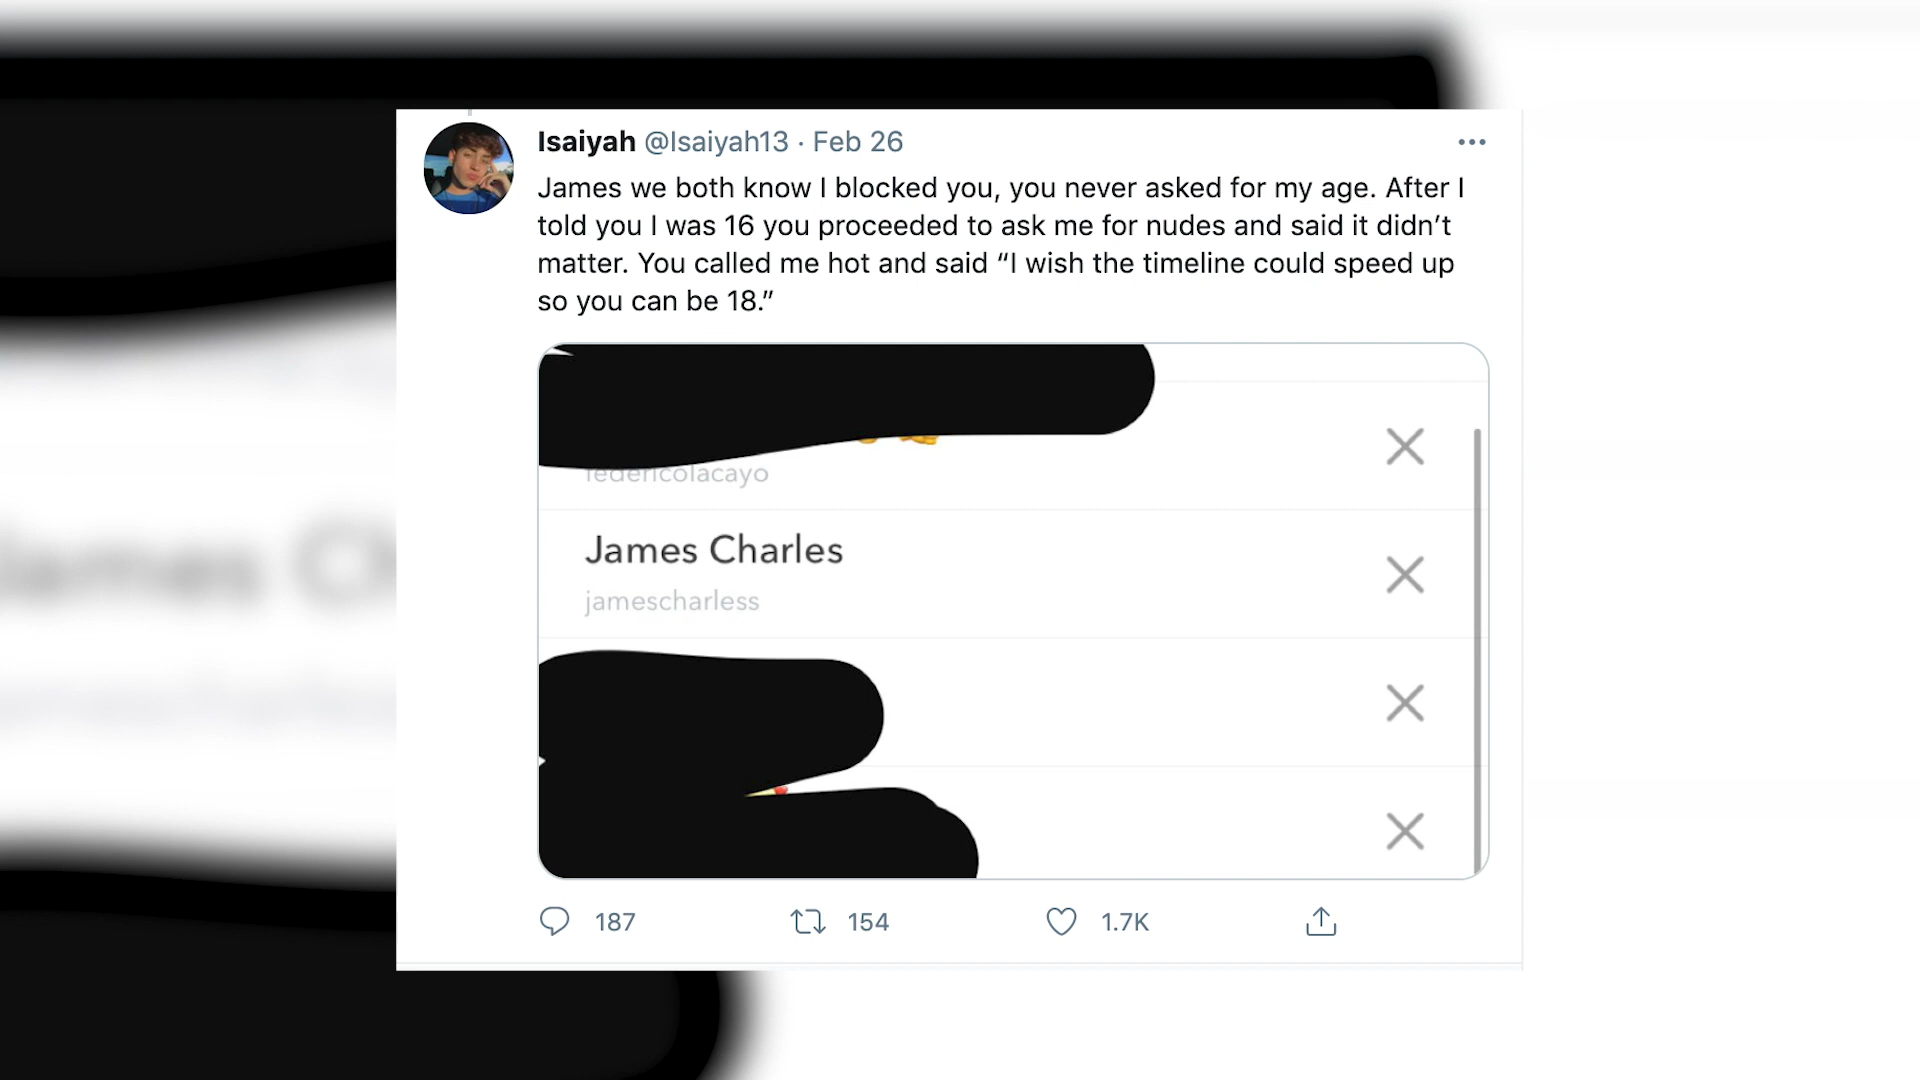 Isaiyah @Isaiyah13 · Feb 26
James we both know I blocked you, you never asked for my age. After I
told you I was 16 you proceeded to ask me for nudes and said it didn’t
matter. You called me hot and said “I wish the timeline could speed up
so you can be 18.”
federicolacayo
James Charles
jamescharless
187 154 1.7K